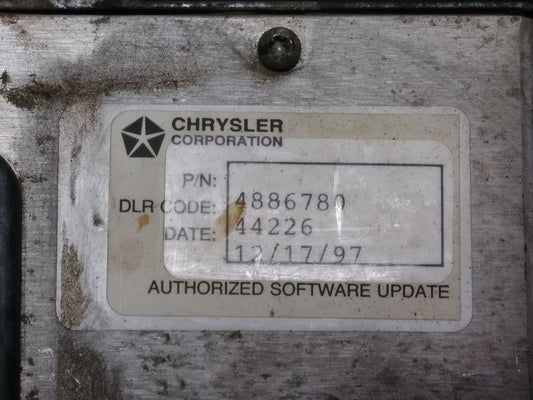 CHRYSLER
CORPORATION
P/N:
4886780
DLR CODE:
44226
DATE:
12/17/97
AUTHORIZED SOFTWARE UPDATE